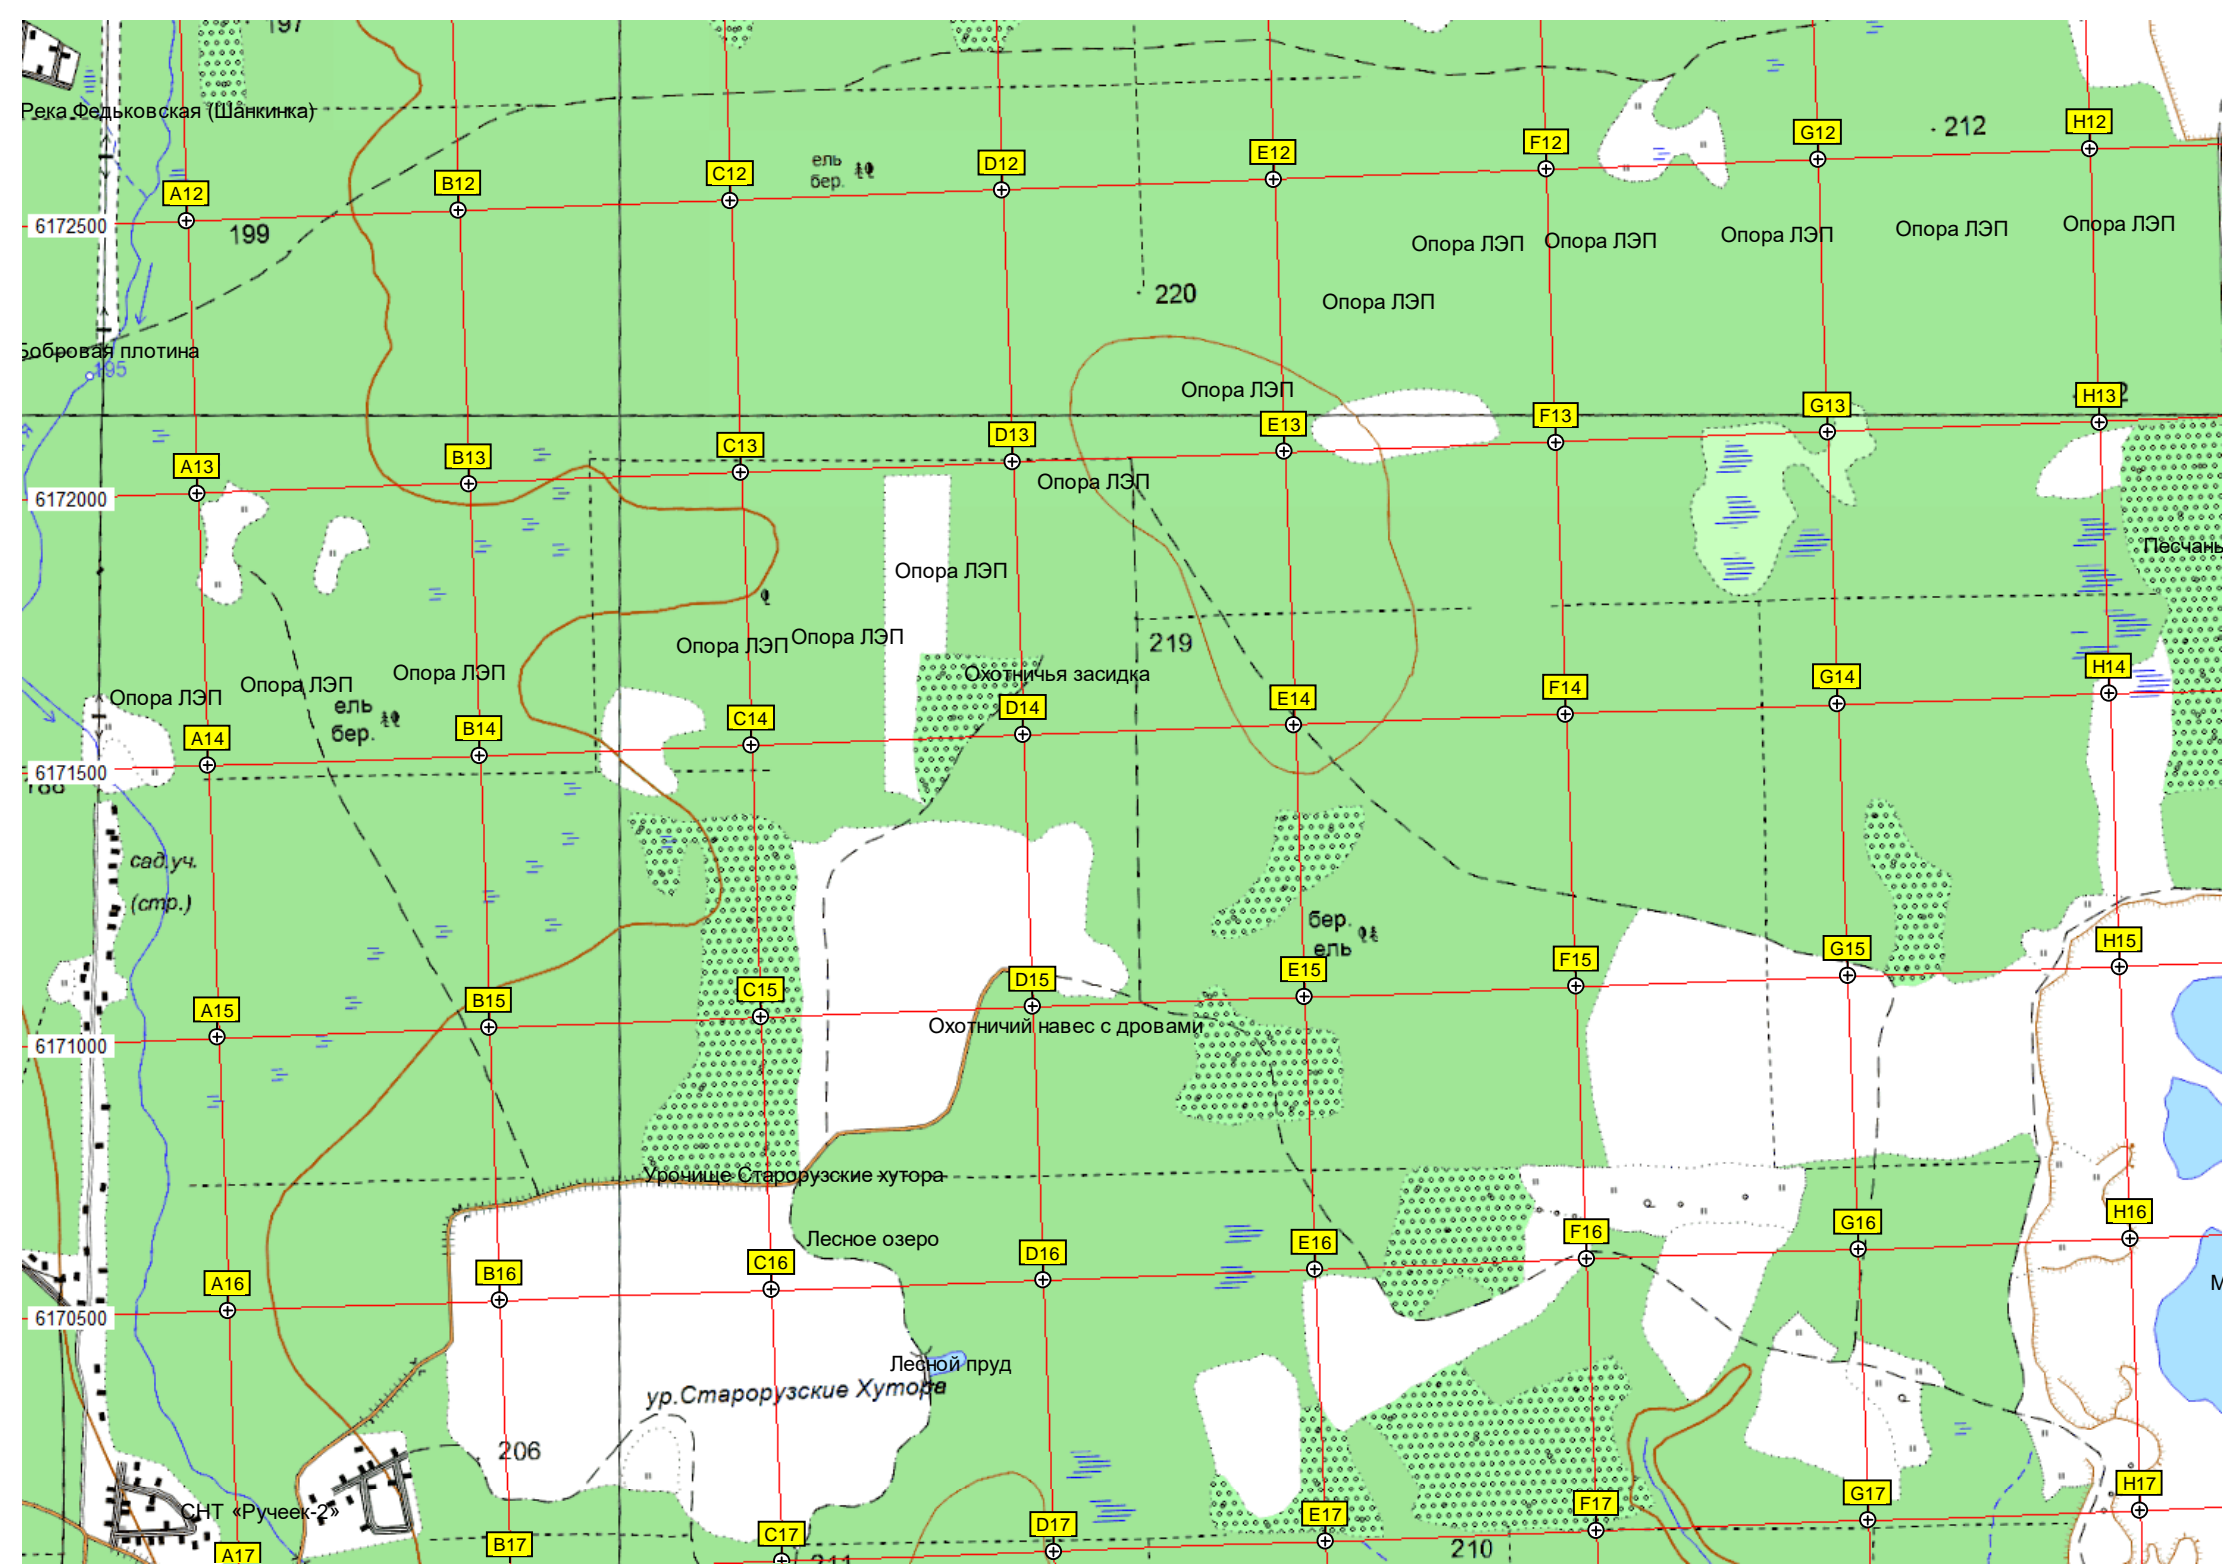 197
Река Федьковская (Шанкинка)
212
A12
B12
C12
D12
E12
F12
G12
H12
ель
бер.
6172500
199
Опора ЛЭП
Опора ЛЭП
Опора ЛЭП
Опора ЛЭП
Опора ЛЭП
220
Опора ЛЭП
Бобровая плотина
195
Опора ЛЭП
A13
B13
C13
D13
E13
F13
G13
H13
6172000
Опора ЛЭП
Песчаны
Опора ЛЭП
219
Опора ЛЭП
Опора ЛЭП
Опора ЛЭП
Опора ЛЭП
Опора ЛЭП
Охотничья засидка
ель
бер.
A14
B14
C14
D14
E14
F14
G14
H14
6171500
188
сад.уч.
(стр.)
бер.
ель
A15
B15
C15
D15
E15
F15
G15
H15
6171000
Охотничий навес с дровами
Урочище Старорузские хутора
Лесное озеро
A16
B16
C16
D16
E16
F16
G16
H16
6170500
М
Лесной пруд
ур.Старорузские Хутора
206
СНТ «Ручеек-2»
A17
B17
C17
D17
E17
F17
G17
H17
211
210